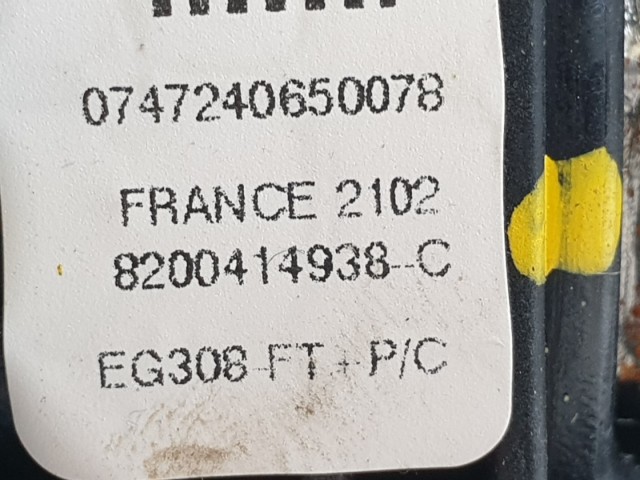 0747240650078
FRANCE 2102
8200414938--C
EG308-FT+P/C